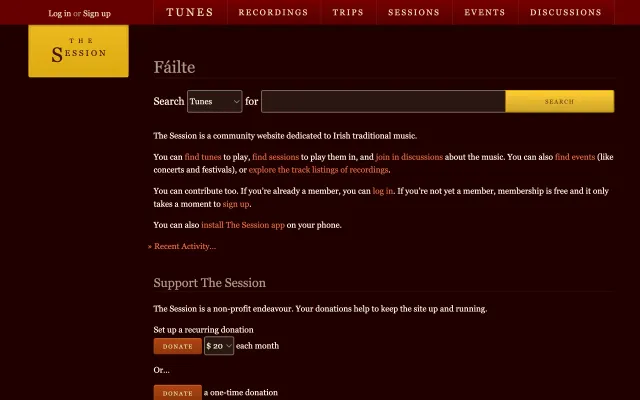 Log in or Sign up
TUNES
RECORDINGS
TRIPS
SESSIONS
EVENTS
DISCUSSIONS
THE
SESSION
Fáilte
Search Tunes for SEARCH
The Session is a community website dedicated to Irish traditional music.
You can find tunes to play, find sessions to play them in, and join in discussions about the music. You can also find events (like
concerts and festivals), or explore the track listings of recordings.
You can contribute too. If you're already a member, you can log in. If you're not yet a member, membership is free and it only
takes a moment to sign up.
You can also install The Session app on your phone.
» Recent Activity…
Support The Session
The Session is a non-profit endeavour. Your donations help to keep the site up and running.
Set up a recurring donation
DONATE $ 20 each month
Or…
DONATE a one-time donation